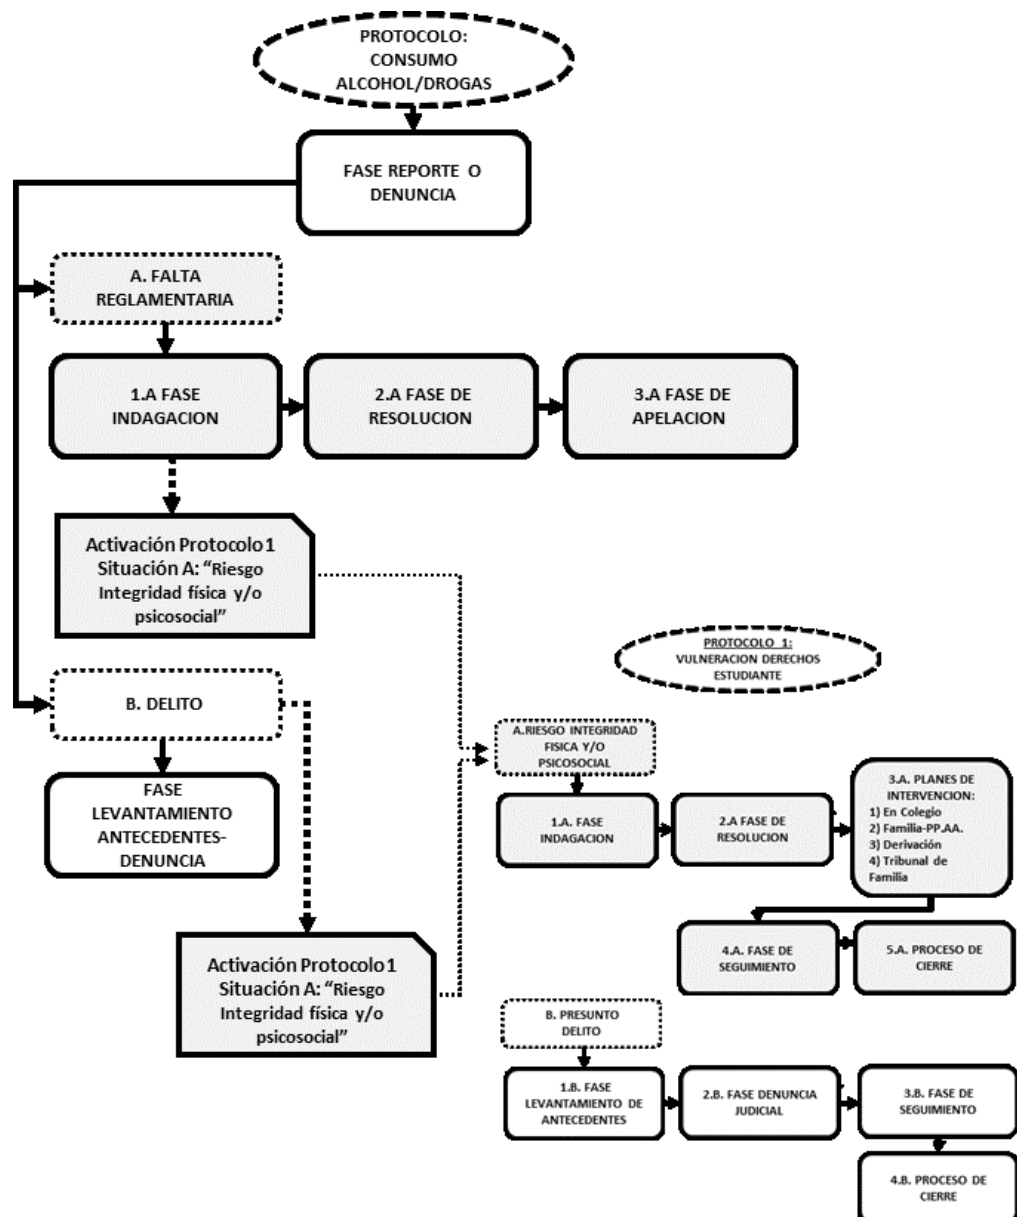 PROTOCOLO:
CONSUMO
ALCOHOL/DROGAS
FASE REPORTE O
DENUNCIA
A. FALTA
REGLAMENTARIA
1.A FASE
INDAGACION
2.A FASE DE
RESOLUCION
3.A FASE DE
APELACION
Activación Protocolo 1
Situación A: “Riesgo
Integridad física y/o
psicosocial”
B. DELITO
FASE
LEVANTAMIENTO
ANTECEDENTES-
DENUNCIA
Activación Protocolo 1
Situación A: “Riesgo
Integridad física y/o
psicosocial”
PROTOCOLO 1:
VULNERACION DERECHOS
ESTUDIANTE
A.RIESGO INTEGRIDAD
FISICA Y/O
PSICOSOCIAL
1.A. FASE
INDAGACION
2.A FASE DE
RESOLUCION
3.A. PLANES DE
INTERVENCION:
1) En Colegio
2) Familia-PP.AA.
3) Derivación
4) Tribunal de
Familia
4.A. FASE DE
SEGUIMIENTO
5.A. PROCESO DE
CIERRE
B. PRESUNTO
DELITO
1.B. FASE
LEVANTAMIENTO DE
ANTECEDENTES
2.B. FASE DENUNCIA
JUDICIAL
3.B. FASE DE
SEGUIMIENTO
4.B. PROCESO DE
CIERRE